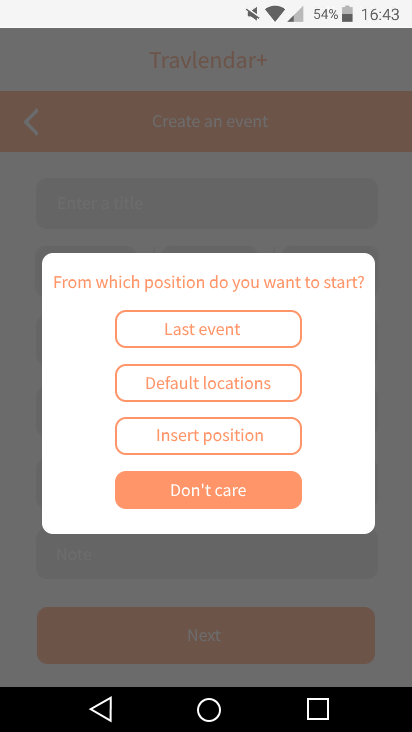 54% 16:43
Travlendar+
Create an event
Enter a title
From which position do you want to start?
Last event
Default locations
Insert position
Don't care
Note
Next